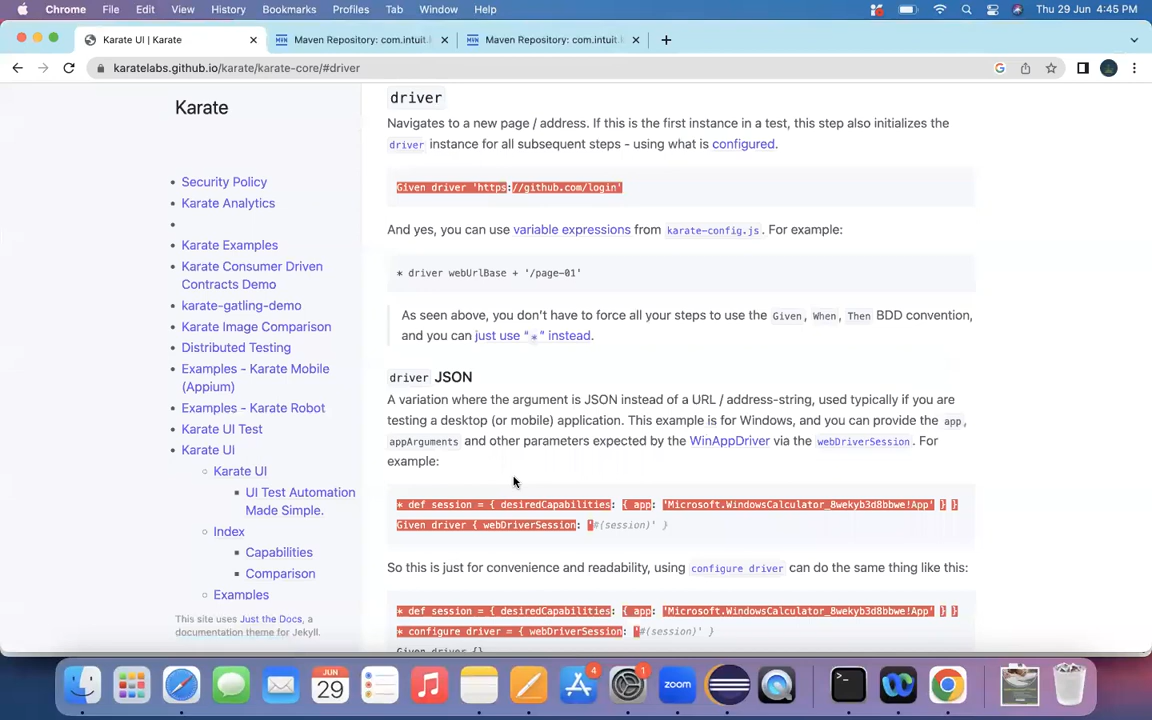 Chrome File Edit View History Bookmarks Profiles Tab Window Help Thu 29 Jun 4:45 PM
Karate UI | Karate Maven Repository: com.intuit. Maven Repository: com.intuit.
karatelabs.github.io/karate/karate-core/#driver
Karate
Security Policy
Karate Analytics
Karate Examples
Karate Consumer Driven
Contracts Demo
karate-gatling-demo
Karate Image Comparison
Distributed Testing
Examples - Karate Mobile
(Appium)
Examples - Karate Robot
Karate UI Test
Karate UI
Karate UI
UI Test Automation
Made Simple.
Index
Capabilities
Comparison
Examples
This site uses Just the Docs, a
documentation theme for Jekyll.
driver
Navigates to a new page / address. If this is the first instance in a test, this step also initializes the
driver instance for all subsequent steps - using what is configured.
Given driver 'https://github.com/login'
And yes, you can use variable expressions from karate-config.js. For example:
* driver webUrlBase + '/page-01'
As seen above, you don't have to force all your steps to use the Given, When, Then BDD convention,
and you can just use "*" instead.
driver JSON
A variation where the argument is JSON instead of a URL / address-string, used typically if you are
testing a desktop (or mobile) application. This example is for Windows, and you can provide the app,
appArguments and other parameters expected by the WinAppDriver via the webDriverSession. For
example:
* def session = { desiredCapabilities: { app: 'Microsoft.WindowsCalculator_8wekyb3d8bbwe!App' } }
Given driver { webDriverSession: '#(session)' }
So this is just for convenience and readability, using configure driver can do the same thing like this:
* def session = { desiredCapabilities: { app: 'Microsoft.WindowsCalculator_8wekyb3d8bbwe!App' } }
* configure driver = { webDriverSession: '#(session)' }
Given driver {}
JUN
29
4
1
zoom